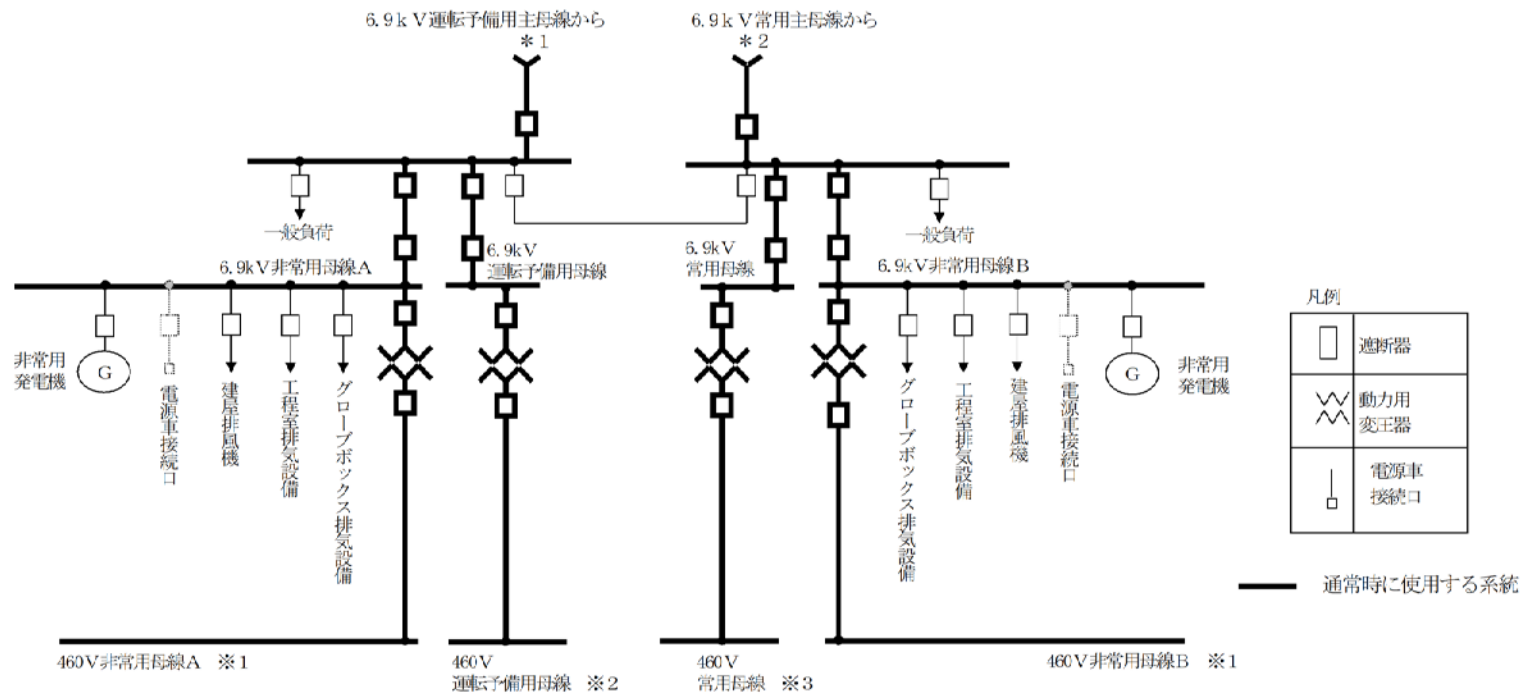 6.9kV運転予備用主母線から
＊1
6.9kV常用主母線から
＊2
一般負荷
一般負荷
6.9kV非常用母線A
6.9kV
運転予備用母線
6.9kV
常用母線
6.9kV非常用母線B
非常用
発電機
G
電源車接続口
建屋排風機
工程室排気設備
グローブボックス排気設備
グローブボックス排気設備
工程室排気設備
建屋排風機
電源車接続口
G
非常用
発電機
凡例
遮断器
動力用
変圧器
電源車
接続口
通常時に使用する系統
460V非常用母線A ※1
460V
運転予備用母線 ※2
460V
常用母線 ※3
460V非常用母線B ※1